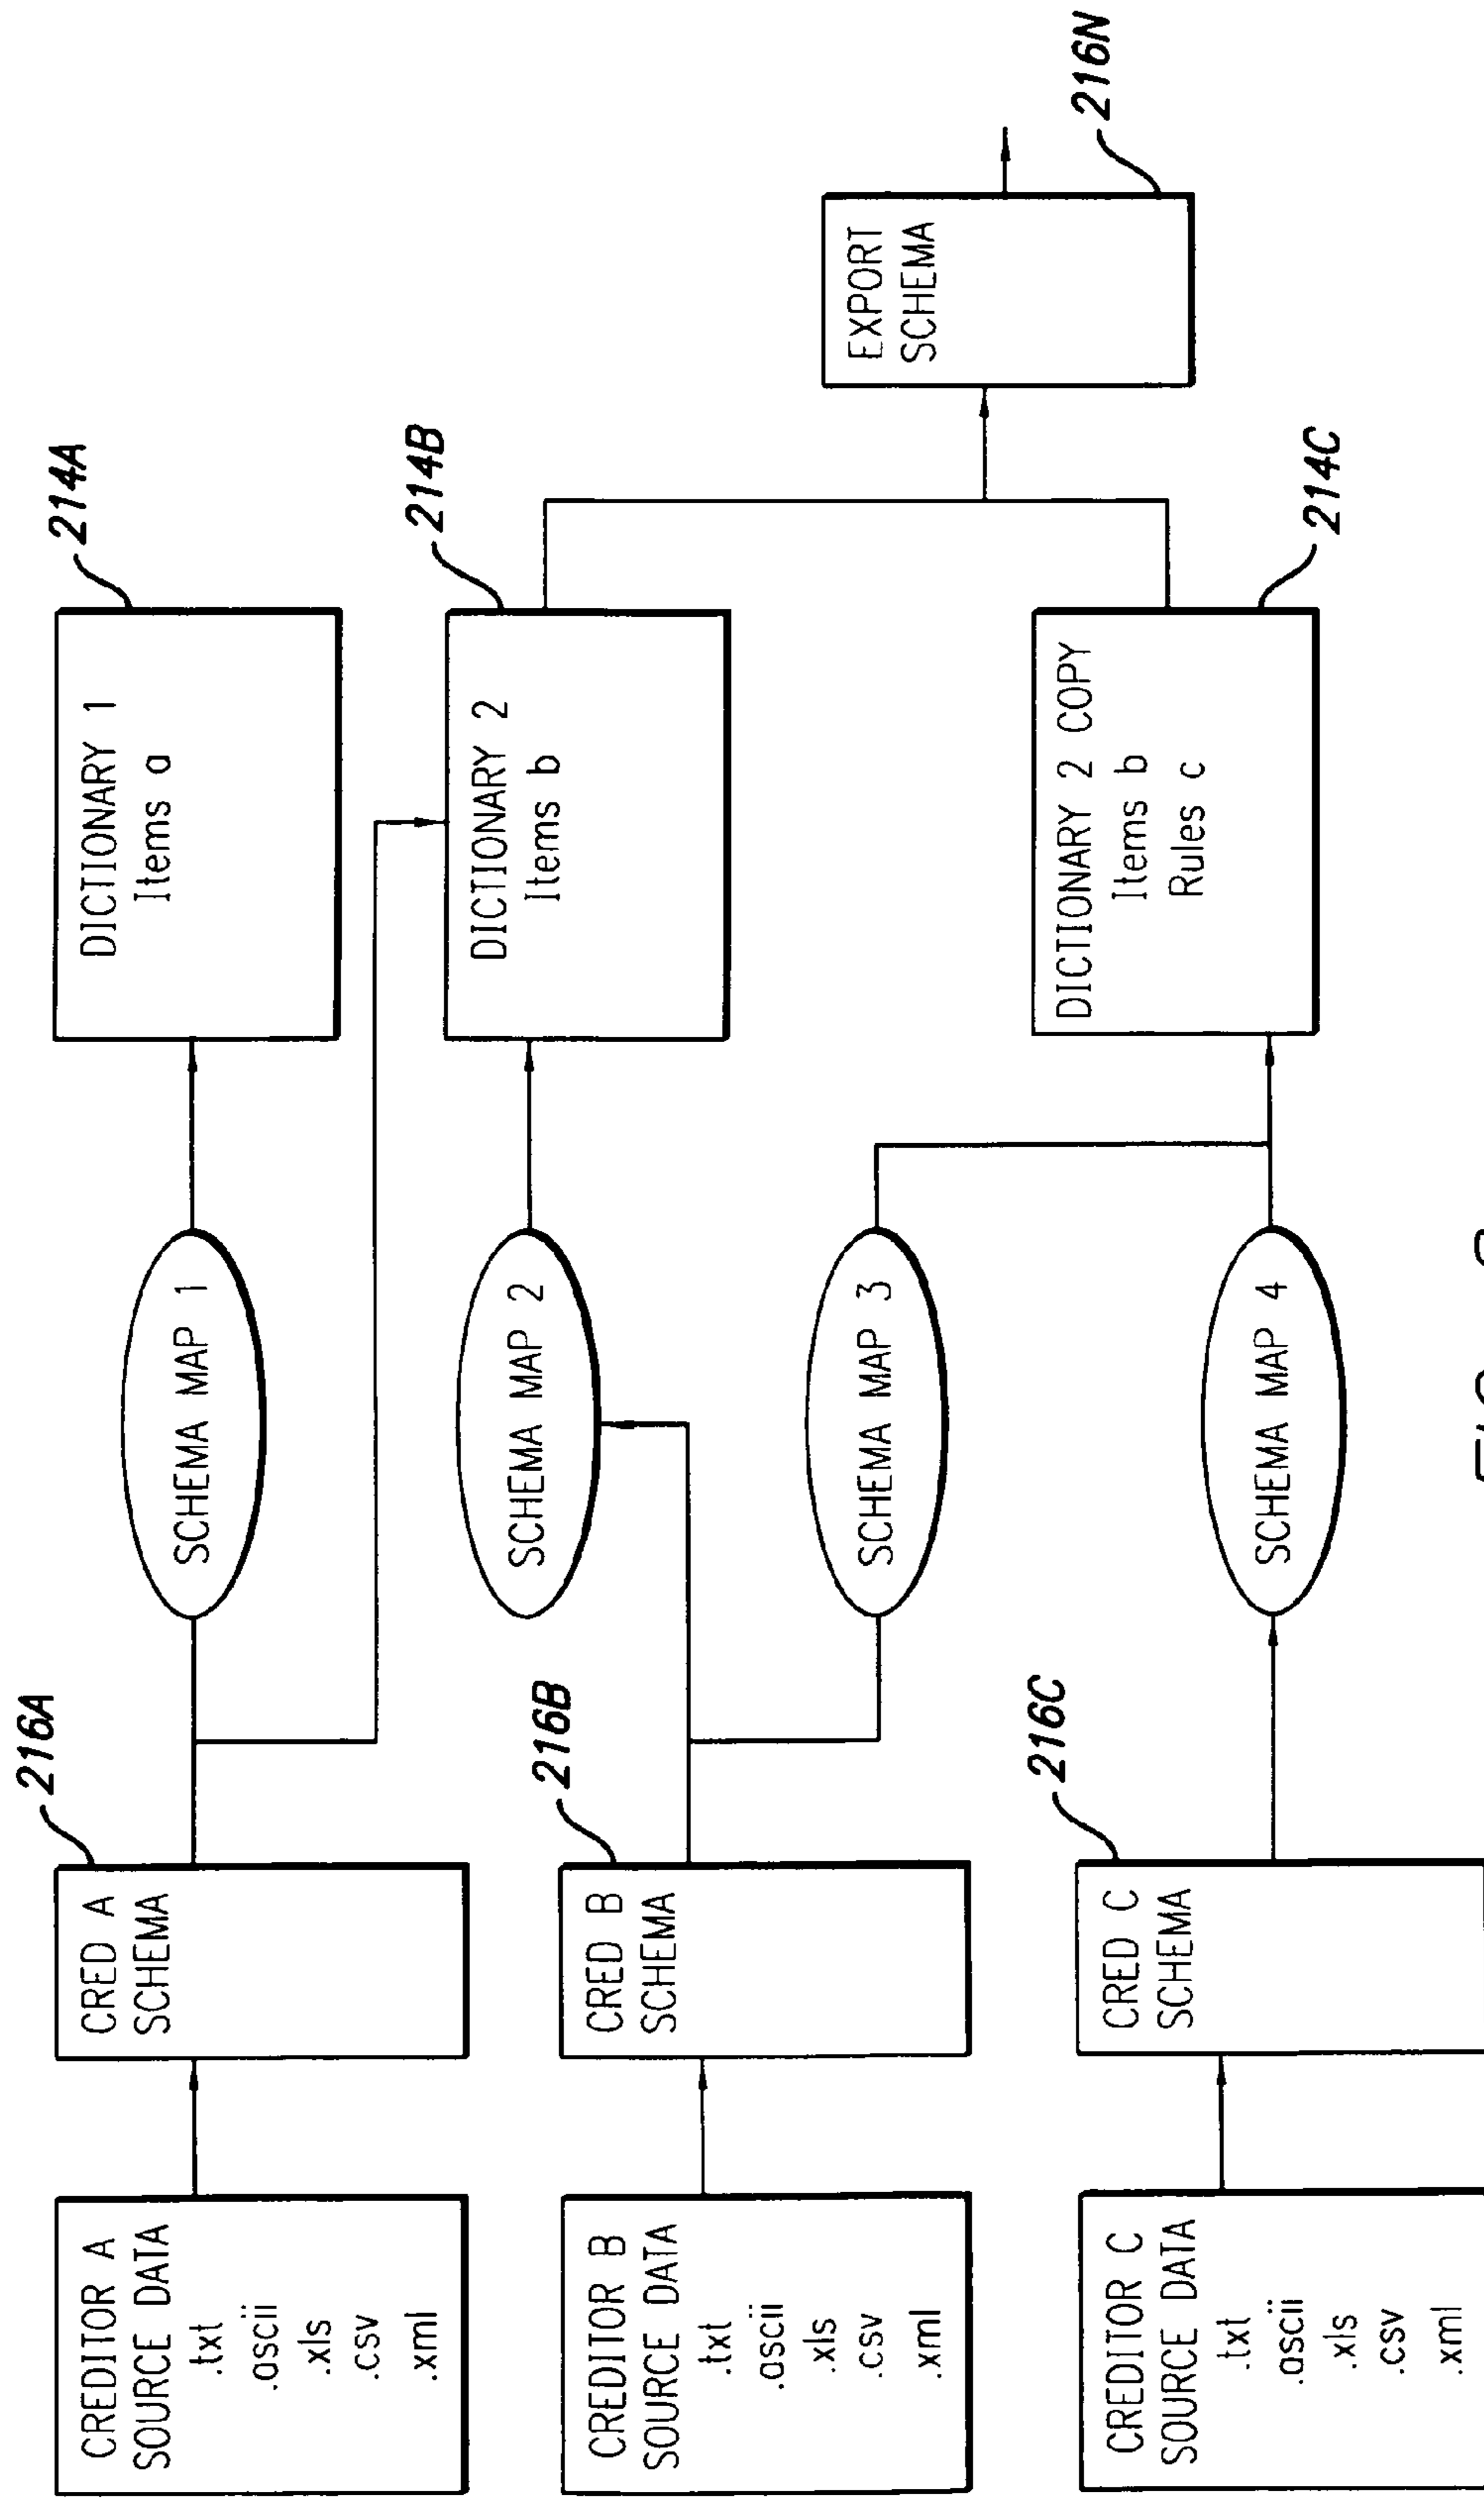 CREDITOR A
SOURCE DATA
.txt
.ascii
.xls
.csv
.xml
CRED A
SCHEMA
216A
SCHEMA MAP 1
DICTIONARY 1
Items a
214A
CREDITOR B
SOURCE DATA
.txt
.ascii
xls
.csv
.xml
CRED B
SCHEMA
216B
SCHEMA MAP 2
SCHEMA MAP 3
DICTIONARY 2
Items b
214B
EXPORT
SCHEMA
216N
CREDITOR C
SOURCE DATA
.txt
.ascii
.xls
.csv
.xml
CRED C
SCHEMA
216C
SCHEMA MAP 4
DICTIONARY 2 COPY
Items b
Rules c
214C